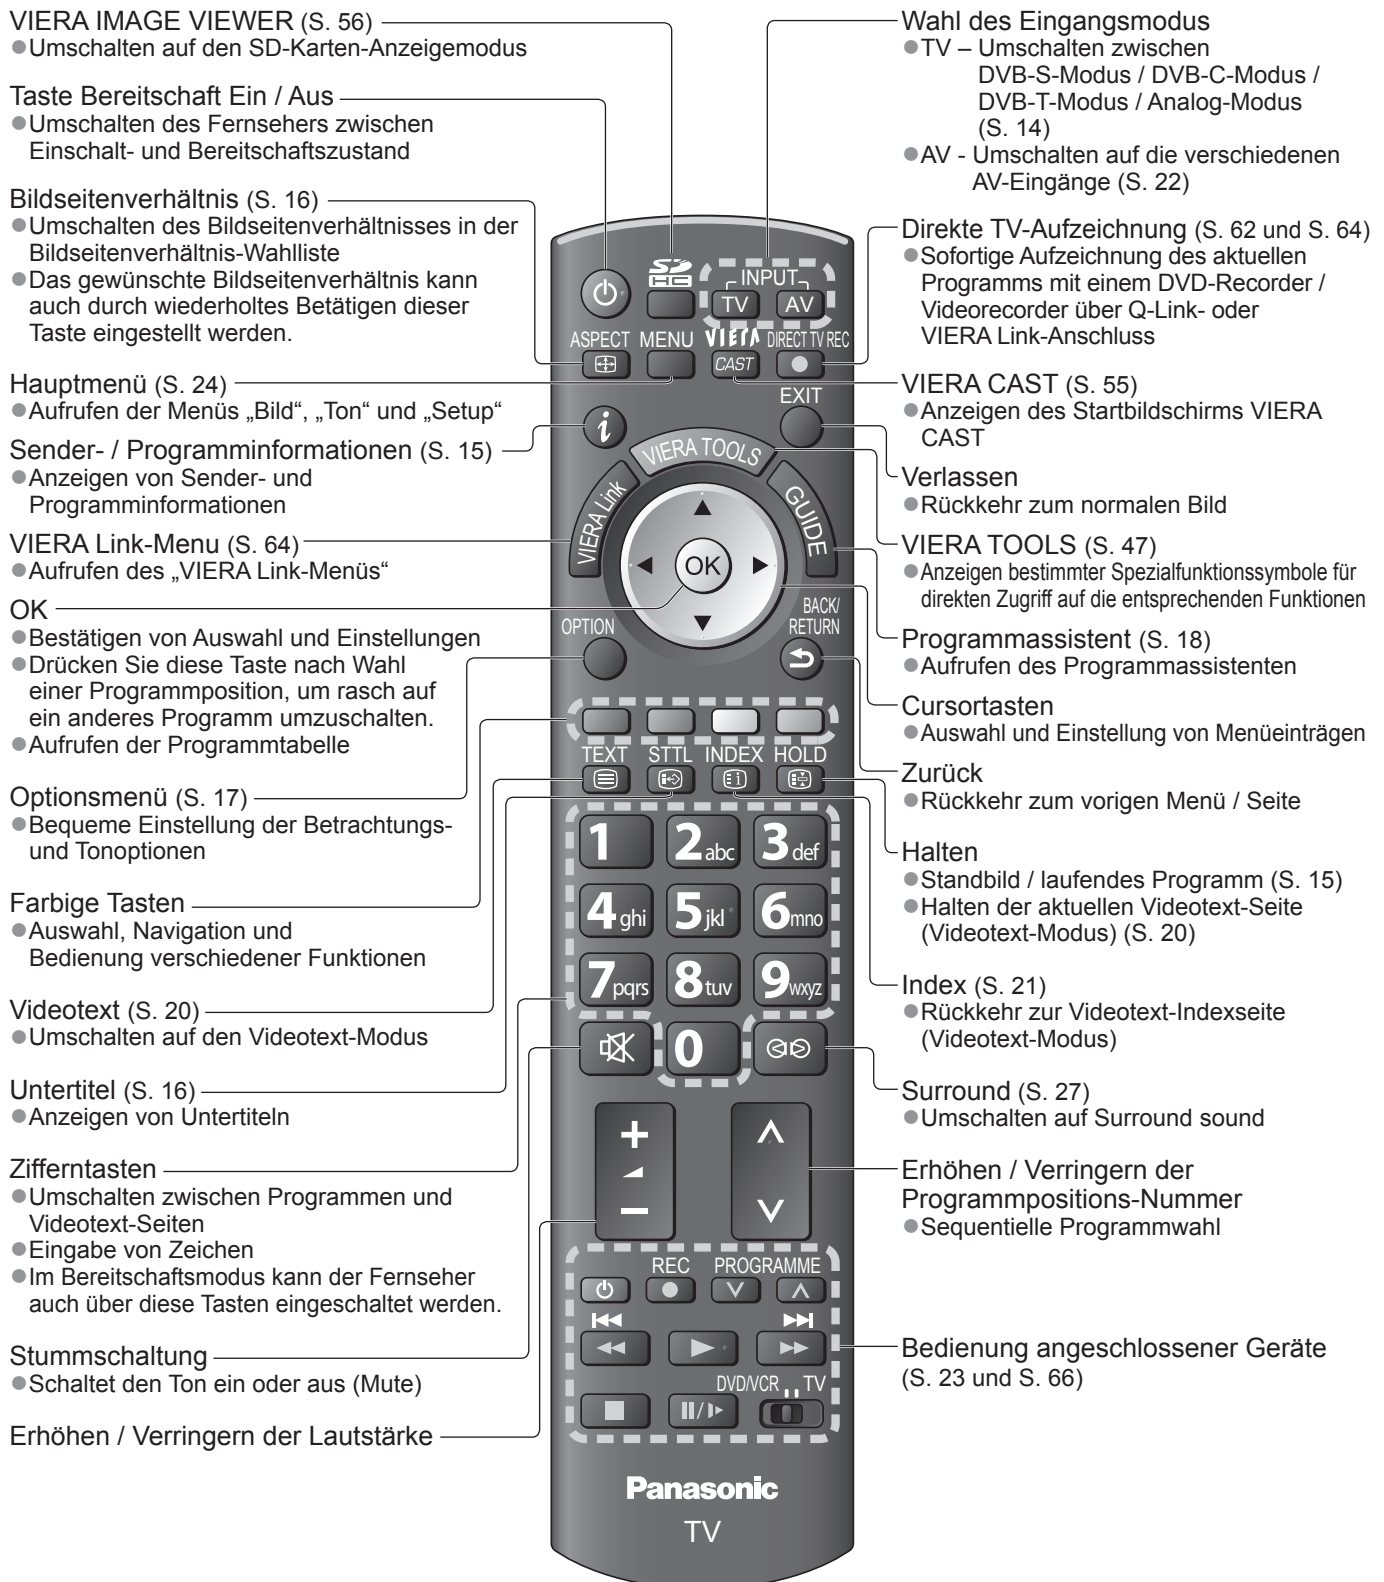 VIERA IMAGE VIEWER (S. 56)
●Umschalten auf den SD-Karten-Anzeigemodus
Taste Bereitschaft Ein / Aus
●Umschalten des Fernsehers zwischen
Einschalt- und Bereitschaftszustand
Bildseitenverhältnis (S. 16)
●Umschalten des Bildseitenverhältnisses in der
Bildseitenverhältnis-Wahlliste
●Das gewünschte Bildseitenverhältnis kann
auch durch wiederholtes Betätigen dieser
Taste eingestellt werden.
Hauptmenü (S. 24)
●Aufrufen der Menüs „Bild“, „Ton“ und „Setup“
Sender- / Programminformationen (S. 15)
●Anzeigen von Sender- und
Programminformationen
VIERA Link-Menu (S. 64)
●Aufrufen des „VIERA Link-Menüs“
OK
●Bestätigen von Auswahl und Einstellungen
●Drücken Sie diese Taste nach Wahl
einer Programmposition, um rasch auf
ein anderes Programm umzuschalten.
●Aufrufen der Programmtabelle
Optionsmenü (S. 17)
●Bequeme Einstellung der Betrachtungs-
und Tonoptionen
Farbige Tasten
●Auswahl, Navigation und
Bedienung verschiedener Funktionen
Videotext (S. 20)
●Umschalten auf den Videotext-Modus
Untertitel (S. 16)
●Anzeigen von Untertiteln
Zifferntasten
●Umschalten zwischen Programmen und
Videotext-Seiten
●Eingabe von Zeichen
●Im Bereitschaftsmodus kann der Fernseher
auch über diese Tasten eingeschaltet werden.
Stummschaltung
●Schaltet den Ton ein oder aus (Mute)
Erhöhen / Verringern der Lautstärke
SD
HC
INPUT
TV AV
ASPECT MENU VIERA DIRECT TV REC
CAST
EXIT
i
VIERA TOOLS
VIERA Link
GUIDE
OK
OPTION
BACK/
RETURN
TEXT STTL INDEX HOLD
1 2abc 3def
4ghi 5jkl 6mno
7pqrs 8tuv 9wxyz
0
+
−
REC PROGRAMME
DVD/VCR TV
Panasonic
TV
Wahl des Eingangsmodus
●TV – Umschalten zwischen
DVB-S-Modus / DVB-C-Modus /
DVB-T-Modus / Analog-Modus
(S. 14)
●AV - Umschalten auf die verschiedenen
AV-Eingänge (S. 22)
Direkte TV-Aufzeichnung (S. 62 und S. 64)
●Sofortige Aufzeichnung des aktuellen
Programms mit einem DVD-Recorder /
Videorecorder über Q-Link- oder
VIERA Link-Anschluss
VIERA CAST (S. 55)
●Anzeigen des Startbildschirms VIERA
CAST
Verlassen
●Rückkehr zum normalen Bild
VIERA TOOLS (S. 47)
●Anzeigen bestimmter Spezialfunktionssymbole für
direkten Zugriff auf die entsprechenden Funktionen
Programmassistent (S. 18)
●Aufrufen des Programmassistenten
Cursortasten
●Auswahl und Einstellung von Menüeinträgen
Zurück
●Rückkehr zum vorigen Menü / Seite
Halten
●Standbild / laufendes Programm (S. 15)
●Halten der aktuellen Videotext-Seite
(Videotext-Modus) (S. 20)
Index (S. 21)
●Rückkehr zur Videotext-Indexseite
(Videotext-Modus)
Surround (S. 27)
●Umschalten auf Surround sound
Erhöhen / Verringern der
Programmpositions-Nummer
●Sequentielle Programmwahl
Bedienung angeschlossener Geräte
(S. 23 und S. 66)